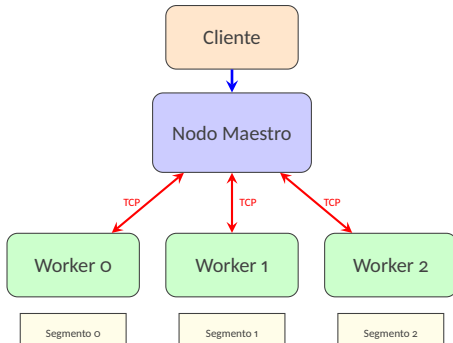 Cliente
Nodo Maestro
TCP
TCP
TCP
Worker 0
Worker 1
Worker 2
Segmento 0
Segmento 1
Segmento 2